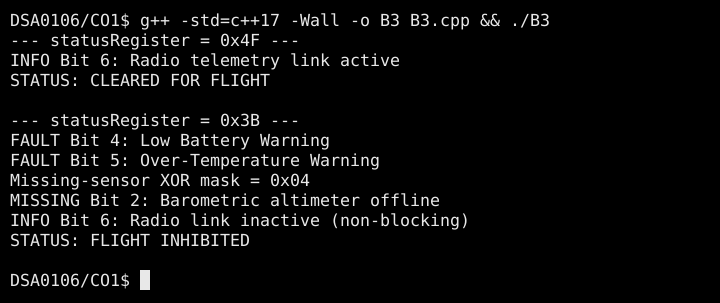 DSA0106/CO1$ g++ -std=c++17 -Wall -o B3 B3.cpp && ./B3
--- statusRegister = 0x4F ---
INFO Bit 6: Radio telemetry link active
STATUS: CLEARED FOR FLIGHT

--- statusRegister = 0x3B ---
FAULT Bit 4: Low Battery Warning
FAULT Bit 5: Over-Temperature Warning
Missing-sensor XOR mask = 0x04
MISSING Bit 2: Barometric altimeter offline
INFO Bit 6: Radio link inactive (non-blocking)
STATUS: FLIGHT INHIBITED

DSA0106/CO1$